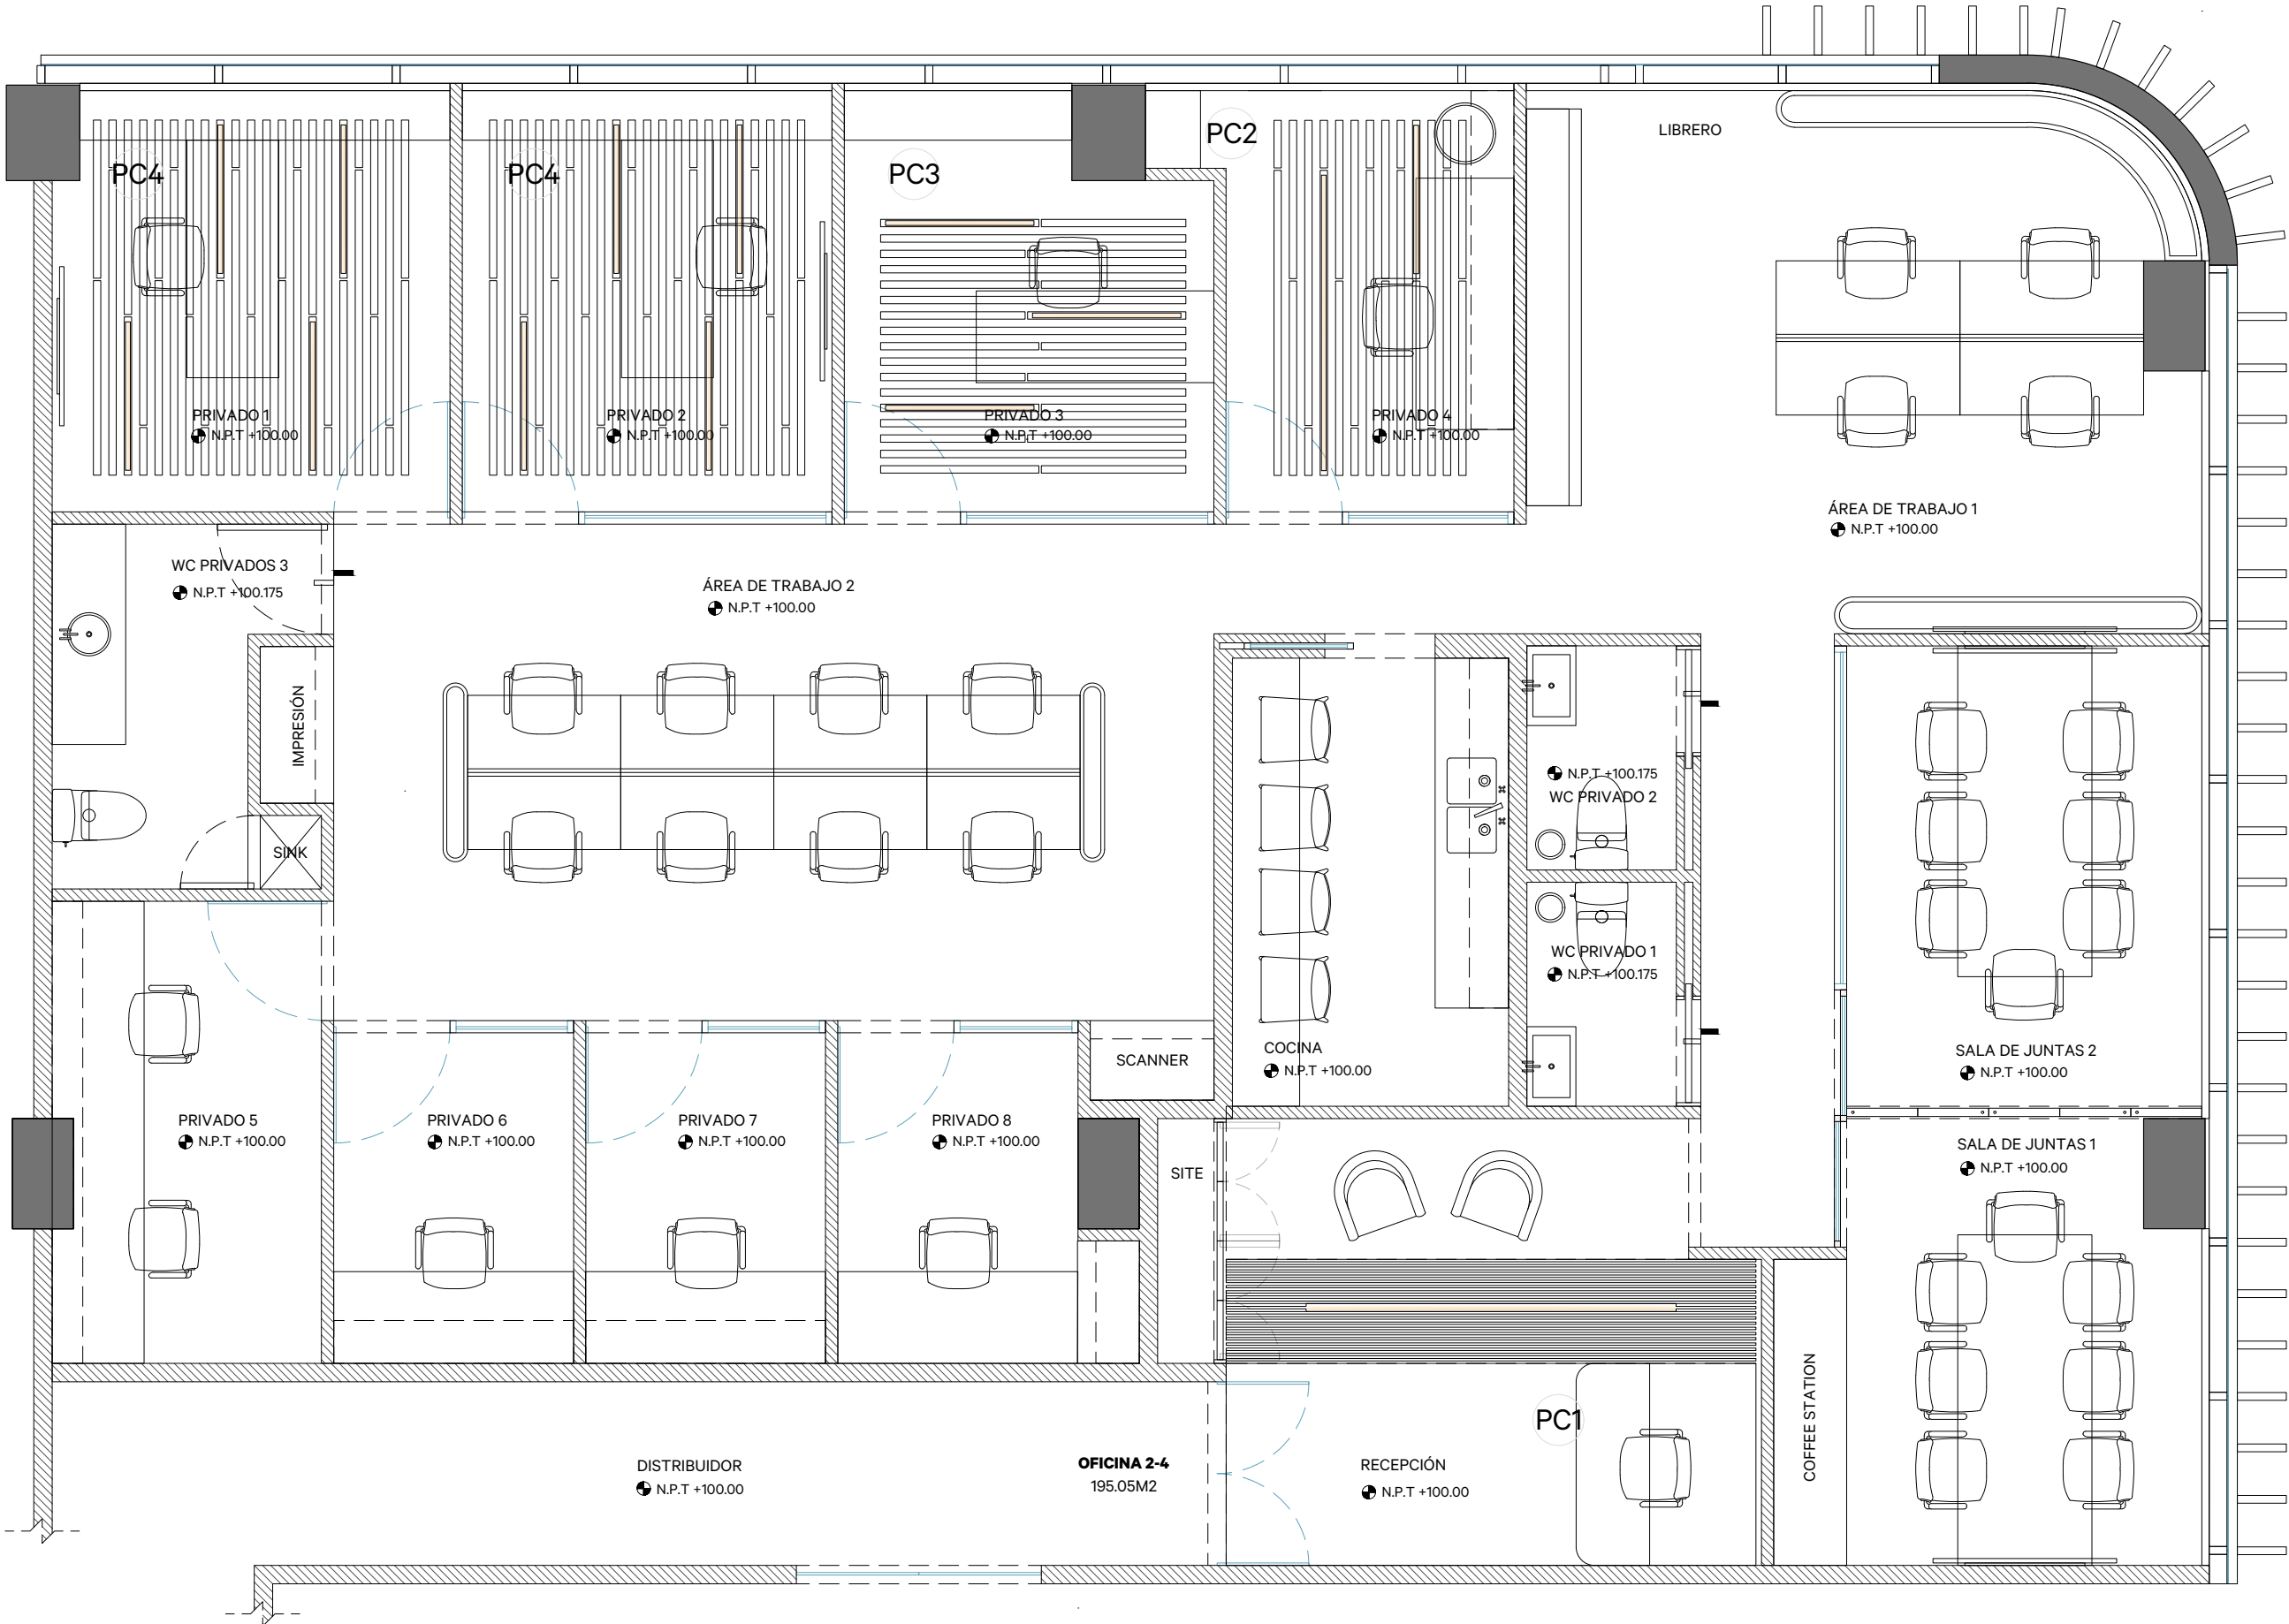 PC4
PC4
PC3
PC2
LIBRERO
PRIVADO 1
N.P.T +100.00
PRIVADO 2
N.P.T +100.00
PRIVADO 3
N.P.T +100.00
PRIVADO 4
N.P.T +100.00
ÁREA DE TRABAJO 1
N.P.T +100.00
WC PRIVADOS 3
N.P.T +100.175
ÁREA DE TRABAJO 2
N.P.T +100.00
IMPRESIÓN
SINK
N.P.T +100.175
WC PRIVADO 2
WC PRIVADO 1
N.P.T +100.175
COCINA
N.P.T +100.00
SCANNER
SALA DE JUNTAS 2
N.P.T +100.00
PRIVADO 5
N.P.T +100.00
PRIVADO 6
N.P.T +100.00
PRIVADO 7
N.P.T +100.00
PRIVADO 8
N.P.T +100.00
SITE
SALA DE JUNTAS 1
N.P.T +100.00
PC1
COFFEE STATION
DISTRIBUIDOR
N.P.T +100.00
OFICINA 2-4
195.05M2
RECEPCIÓN
N.P.T +100.00